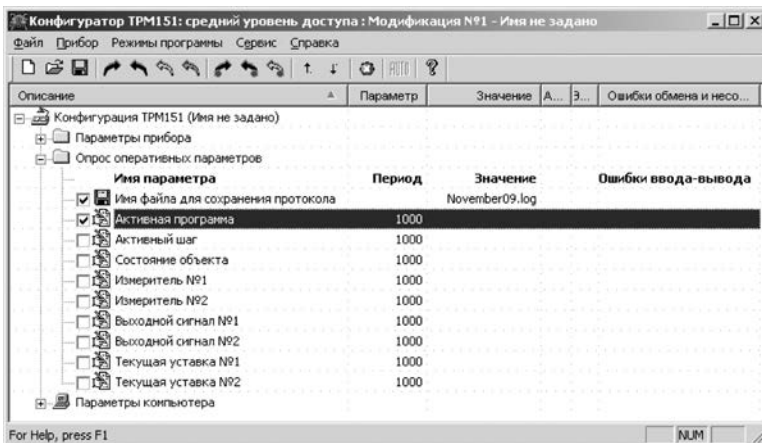 Конфигуратор ТРМ151: средний уровень доступа : Модификация №1 - Имя не задано
Файл Прибор Режимы программы Сервис Справка
AUTO
Описание Параметр Значение А... Э... Ошибки обмена и несо...
Конфигурация ТРМ151 (Имя не задано)
Параметры прибора
Опрос оперативных параметров
Имя параметра Период Значение Ошибки ввода-вывода
Имя файла для сохранения протокола November09.log
Активная программа 1000
Активный шаг 1000
Состояние объекта 1000
Измеритель №1 1000
Измеритель №2 1000
Выходной сигнал №1 1000
Выходной сигнал №2 1000
Текущая уставка №1 1000
Текущая уставка №2 1000
Параметры компьютера
For Help, press F1 NUM